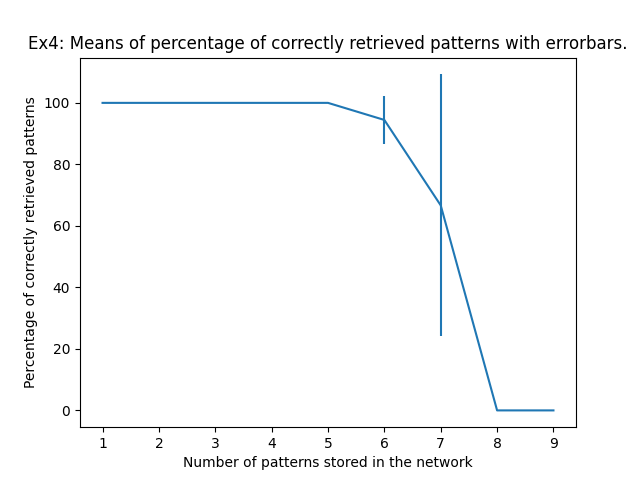 Ex4: Means of percentage of correctly retrieved patterns with errorbars.
Percentage of correctly retrieved patterns
100
80
60
40
20
0
1 2 3 4 5 6 7 8 9
Number of patterns stored in the network